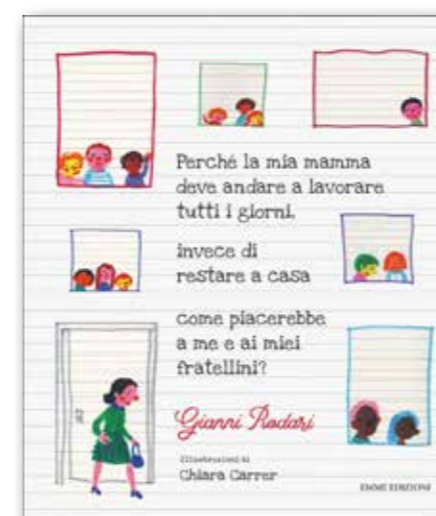 Perché la mia mamma
deve andare a lavorare
tutti i giorni,
invece di
restare a casa
come piacerebbe
a me e ai miei
fratellini?
Gianni Rodari
Illustrazioni di
Chiara Carrer
EMME EDIZIONI